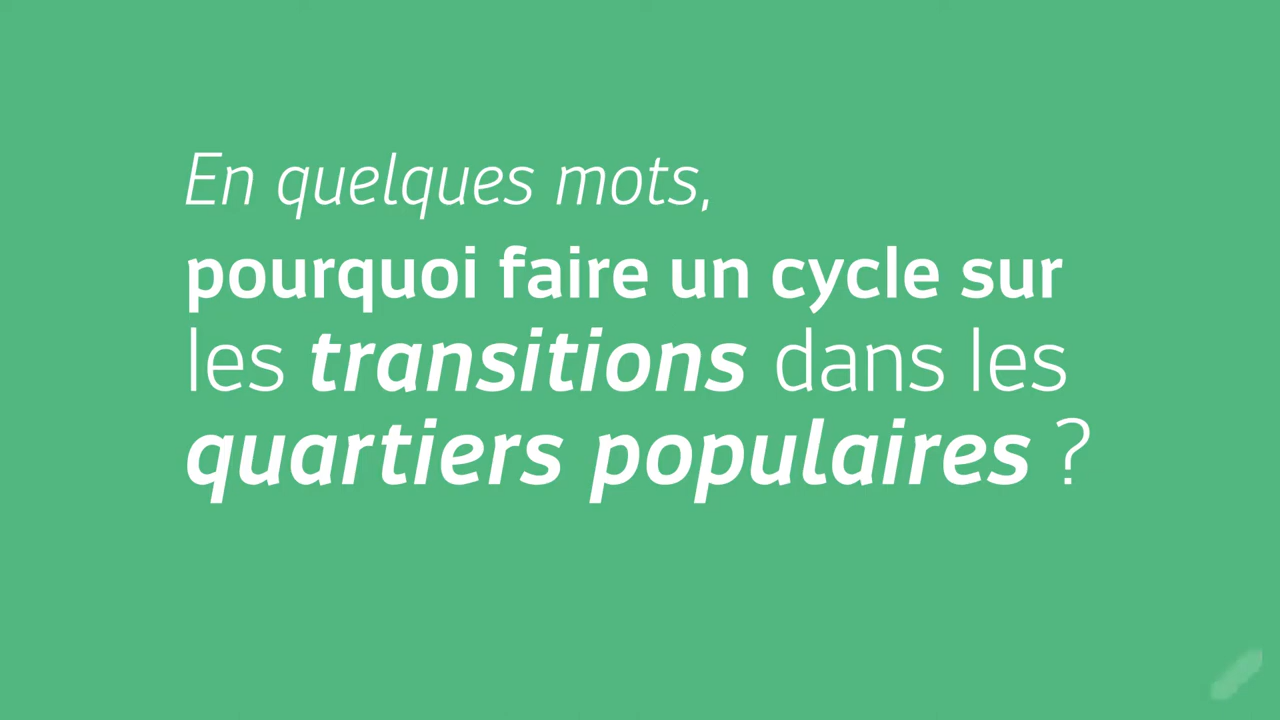 En quelques mots,
pourquoi faire un cycle sur
les transitions dans les
quartiers populaires ?